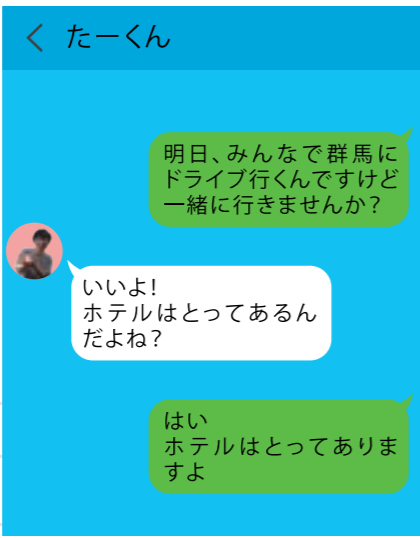 たーくん
明日、みんなで群馬に
ドライブ行くんですけど
一緒に行きませんか？
いいよ！
ホテルはとってあるん
だよね？
はい
ホテルはとってありま
すよ